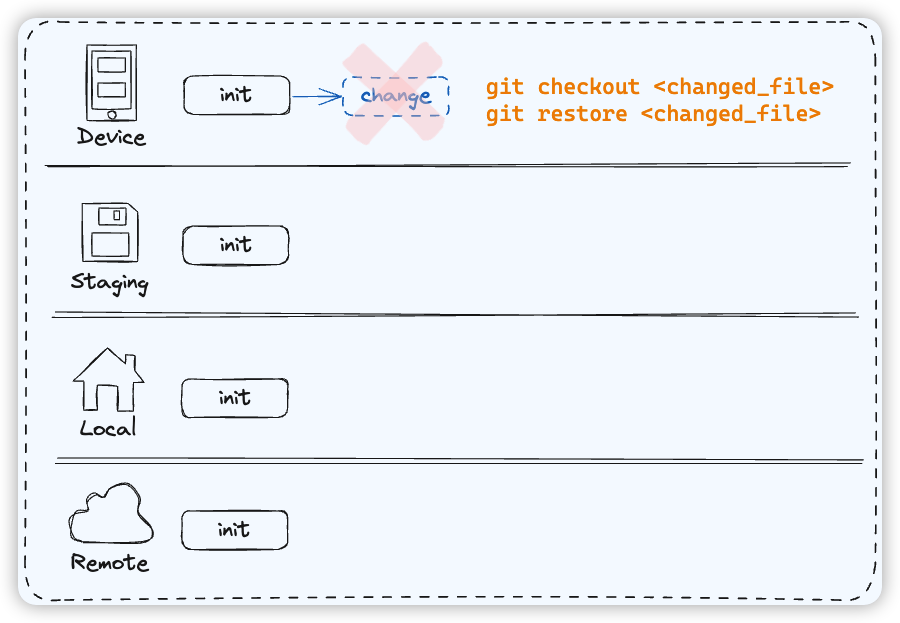 init
change
git checkout <changed_file>
git restore <changed_file>
Device
init
Staging
init
Local
init
Remote